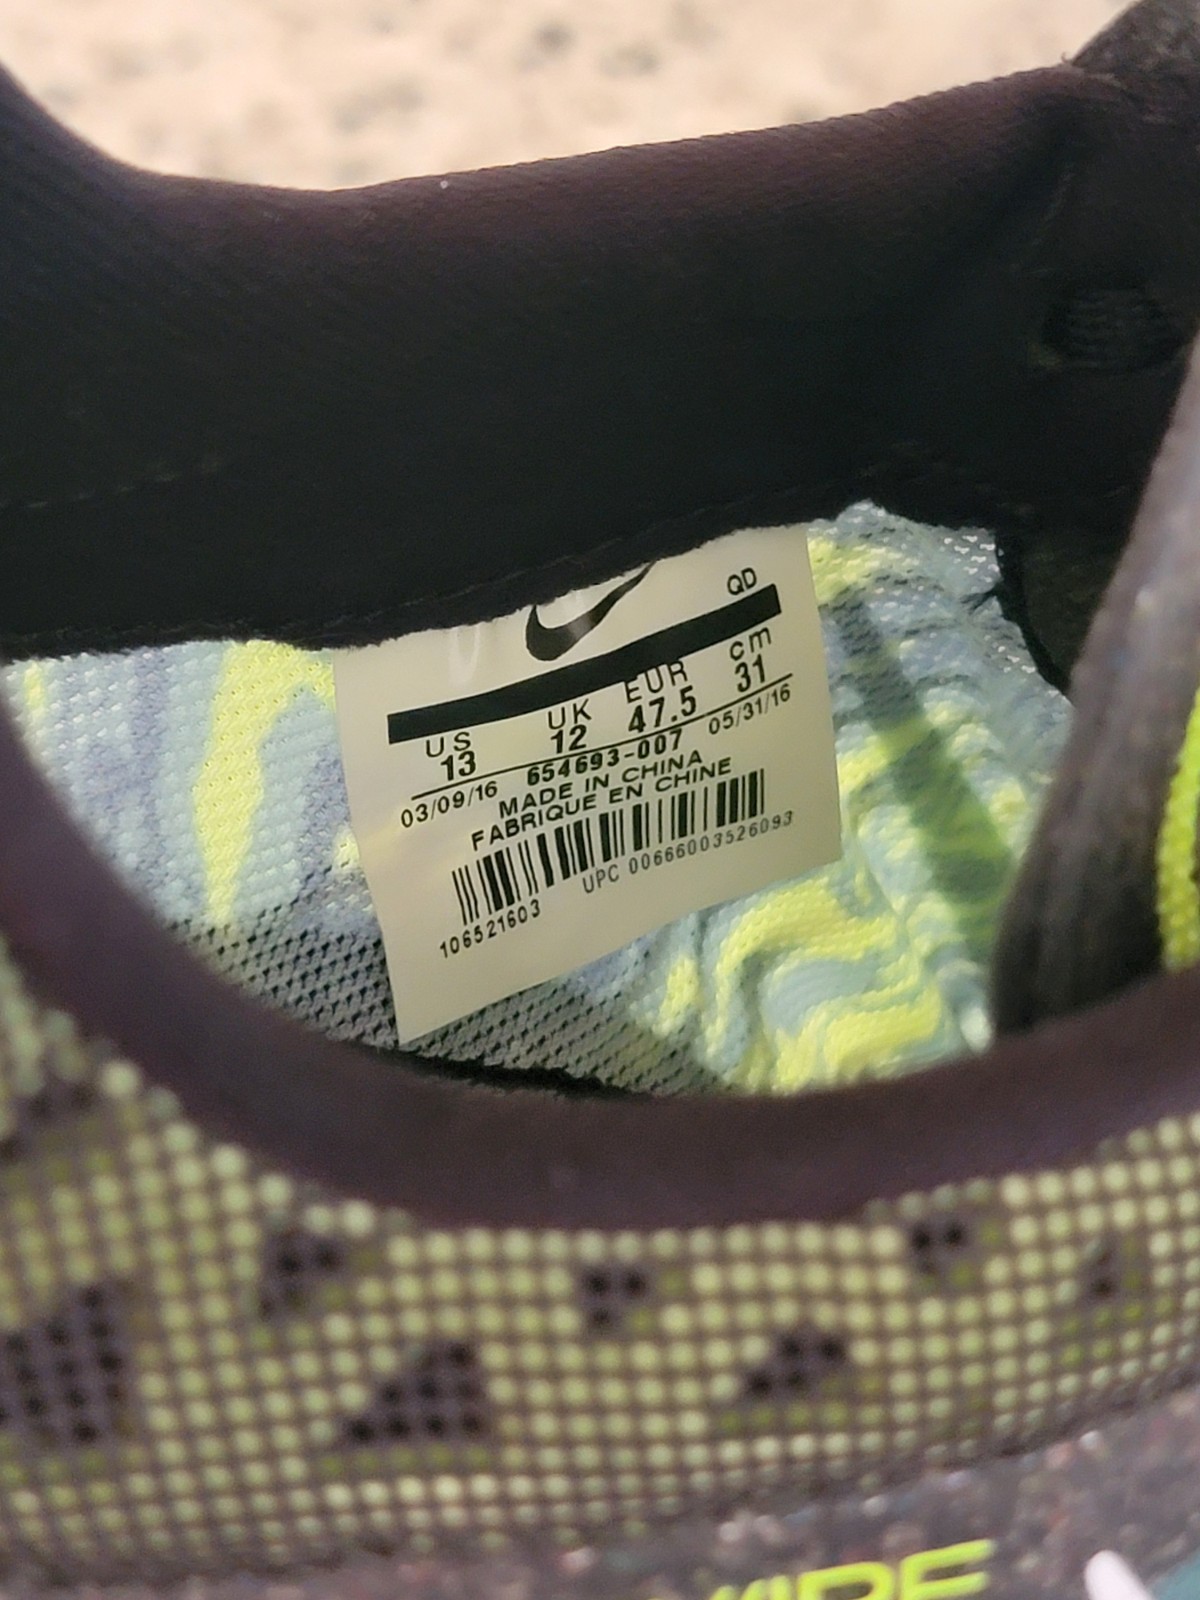 QD
US UK EUR cm
13 12 47.5 31
03/09/16 654693-007 05/31/16
MADE IN CHINA
FABRIQUE EN CHINE
106521603 UPC 00666003526093